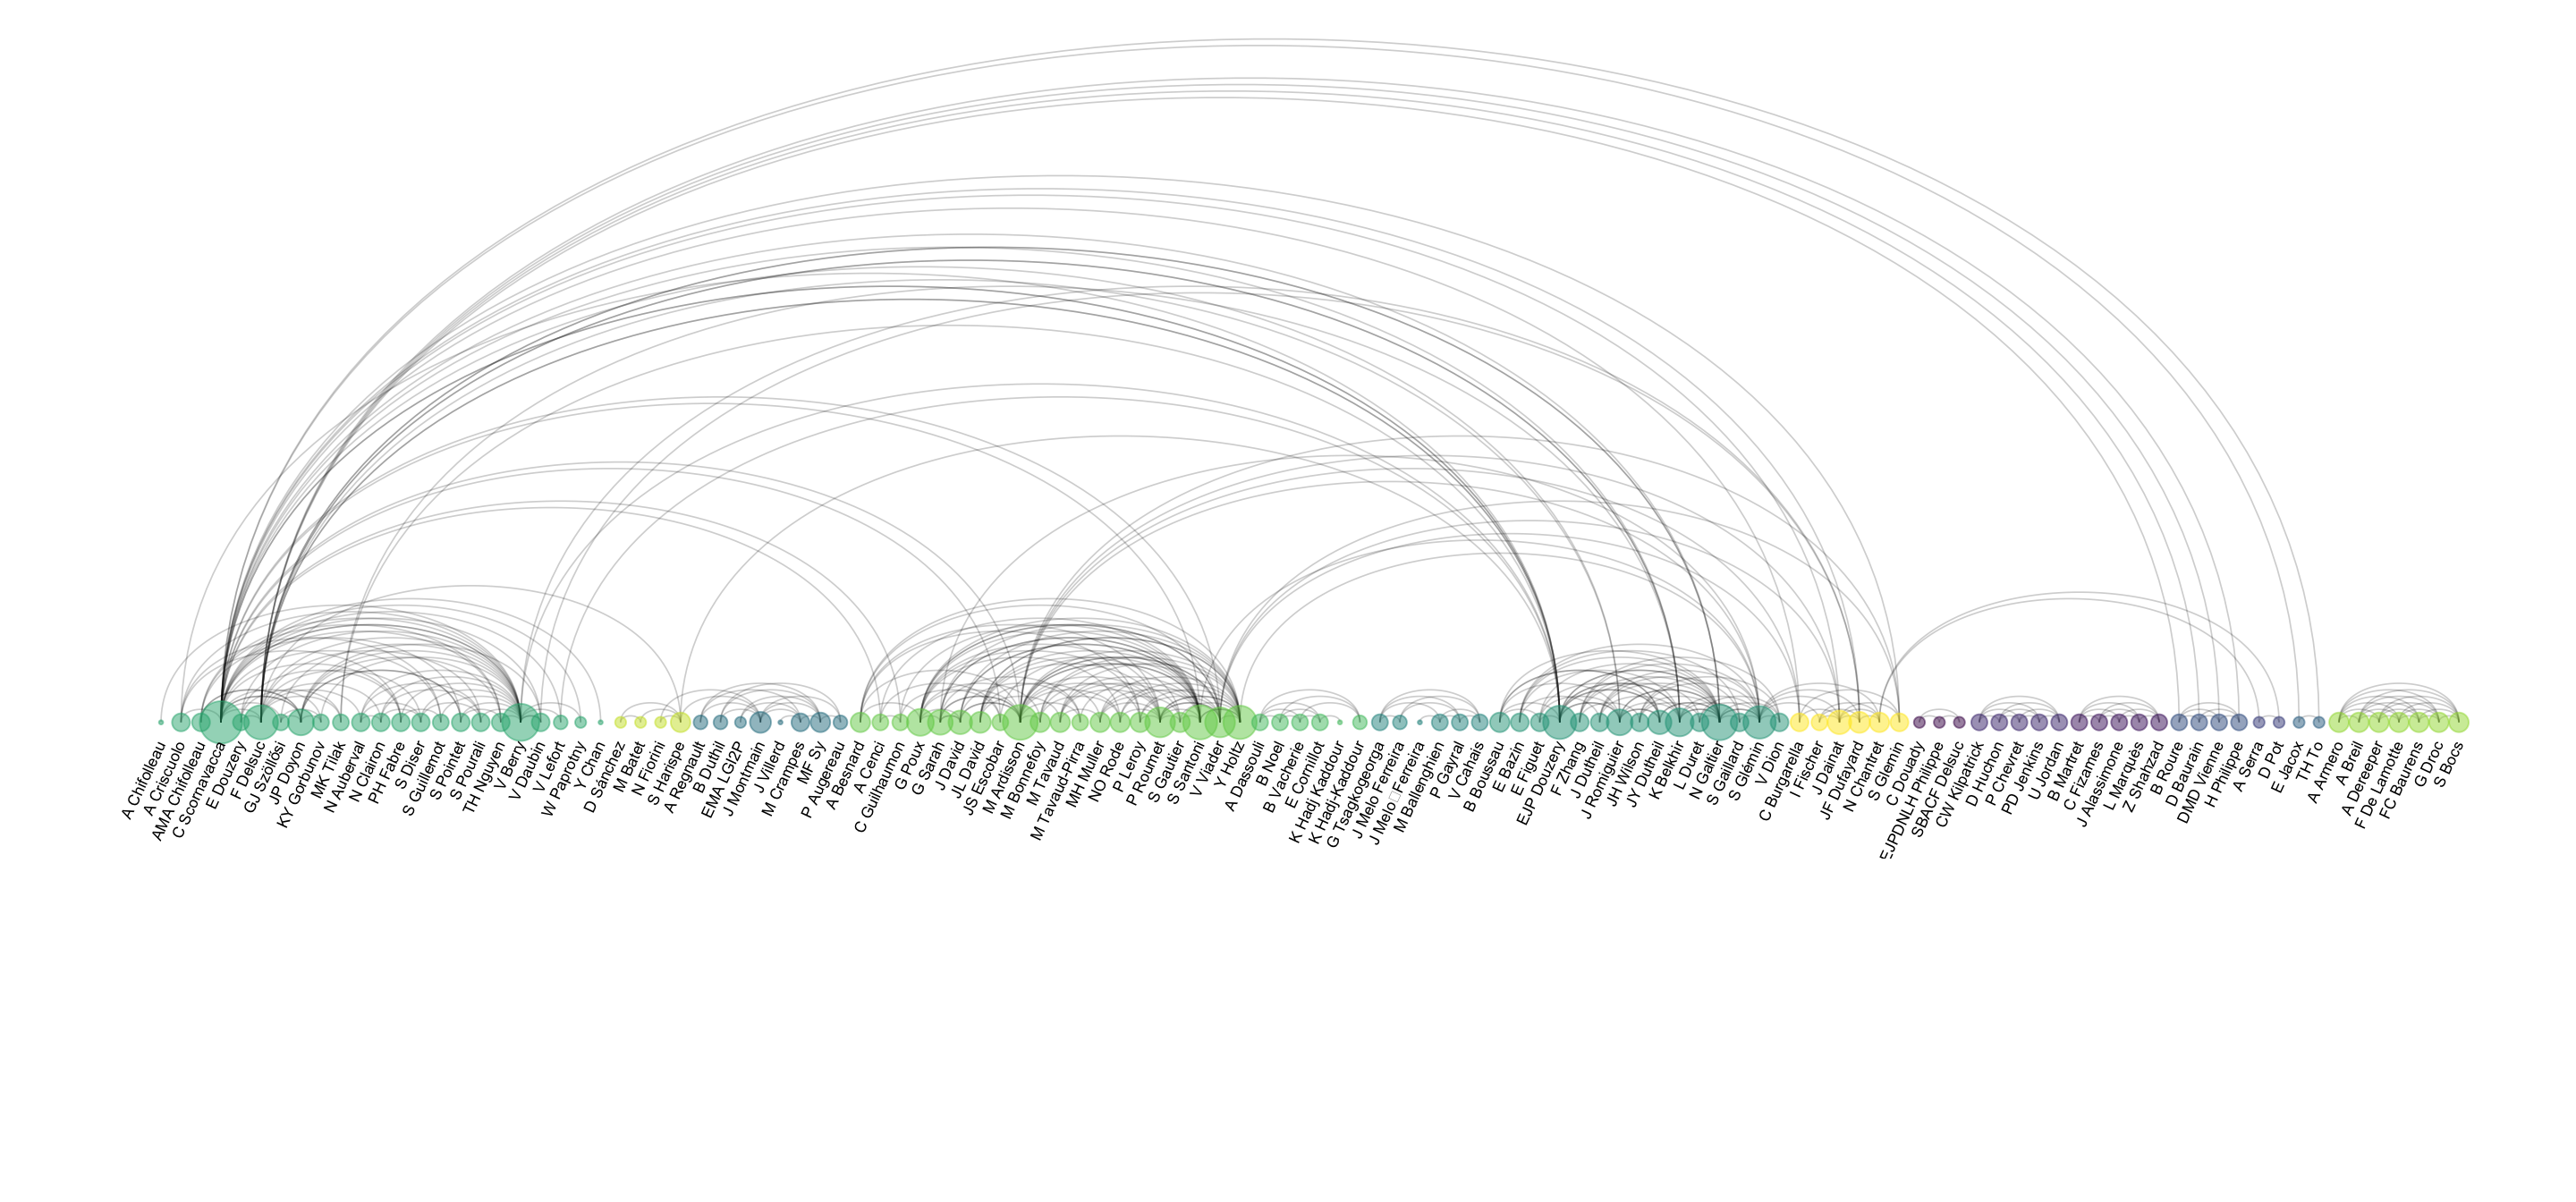 A Chifolleau
A Criscuolo
AMA Chifolleau
C Scornavacca
E Douzery
F Delsuc
GJ Szöllősi
JP Doyon
KY Gorbunov
MK Tilak
N Auberval
N Clairon
PH Fabre
S Diser
S Guillemot
S Pointet
S Pourali
TH Nguyen
V Berry
V Daubin
V Lefort
W Paprotny
Y Chan
D Sánchez
M Batet
N Fiorini
S Harispe
A Regnault
B Duthil
EMA LGI2P
J Montmain
J Villerd
M Crampes
MF Sy
P Augereau
A Besnard
A Cenci
C Guilhaumon
G Poux
G Sarah
J David
JL David
JS Escobar
M Ardisson
M Bonnefoy
M Tavaud
M Tavaud-Pirra
MH Muller
NO Rode
P Leroy
P Roumet
S Gautier
S Santoni
V Viader
Y Holtz
A Dassouli
B Noel
B Vacherie
E Cornillot
K Hadj Kaddour
K Hadj-Kaddour
G Tsagkogeorga
J Melo Ferreira
J Melo□Ferreira
M Ballenghien
P Gayral
V Cahais
B Boussau
E Bazin
E Figuet
EJP Douzery
F Zhang
J Dutheil
J Romiguier
JH Wilson
JY Dutheil
K Belkhir
L Duret
N Galtier
S Gaillard
S Glémin
V Dion
C Burgarella
I Fischer
J Dainat
JF Dufayard
N Chantret
S Glemin
C Douady
EJPDNLH Philippe
SBACF Delsuc
CW Kilpatrick
D Huchon
P Chevret
PD Jenkins
U Jordan
B Martret
C Fizames
J Alassimone
L Marquès
Z Shahzad
B Roure
D Baurain
DMD Vienne
H Philippe
A Serra
D Pot
E Jacox
TH To
A Armero
A Breil
A Dereeper
F De Lamotte
FC Baurens
G Droc
S Bocs